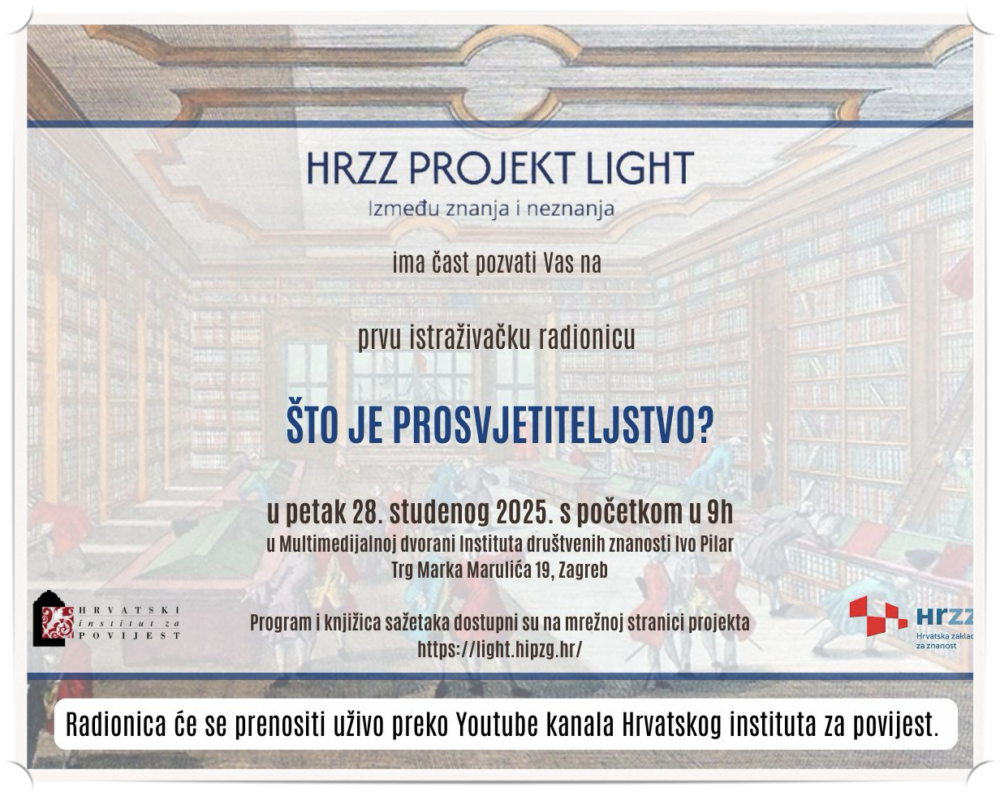 HRZZ PROJEKT LIGHT
Između znanja i neznanja
ima čast pozvati Vas na
prvu istraživačku radionicu
ŠTO JE PROSVJETITELJSTVO?
u petak 28. studenog 2025. s početkom u 9h
u Multimedijalnoj dvorani Instituta društvenih znanosti Ivo Pilar
Trg Marka Marulića 19, Zagreb
HRVATSKI
institut za
POVIJEST
Program i knjižica sažetaka dostupni su na mrežnoj stranici projekta
https://light.hipzg.hr/
hrzz
Hrvatska zaklad
za znanost
Radionica će se prenositi uživo preko Youtube kanala Hrvatskog instituta za povijest.